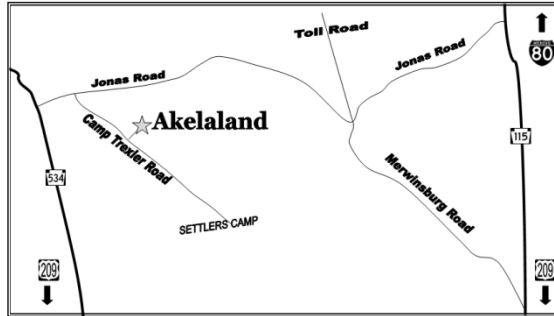 Toll Road
Jonas Road
Jonas Road
80
Akelaland
115
Camp Trexler Road
534
Merwinsburg Road
SETTLERS CAMP
209
209